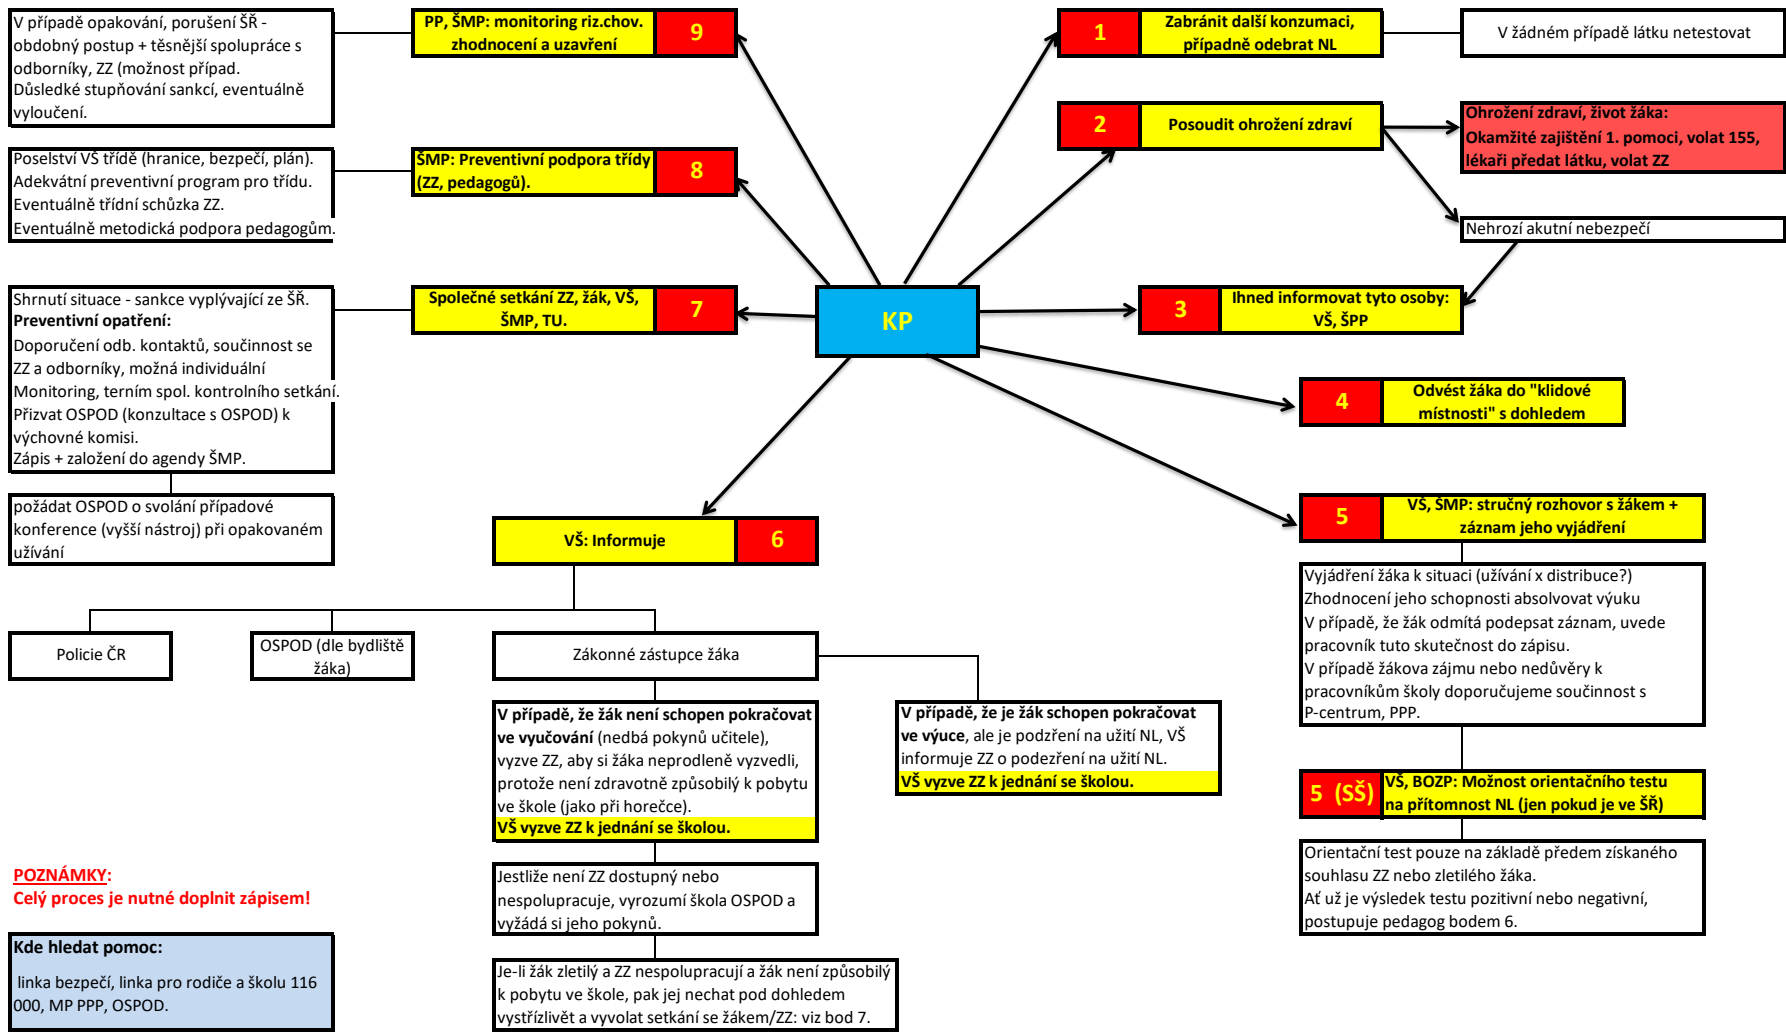 V případě opakování, porušení ŠŘ -
obdobný postup + těsnější spolupráce s
odborníky, ZZ (možnost případ.
Důsledké stupňování sankcí, eventuálně
vyloučení.
PP, ŠMP: monitoring riz.chov.
zhodnocení a uzavření
9
1
Zabránit další konzumaci,
případně odebrat NL
V žádném případě látku netestovat
2
Posoudit ohrožení zdraví
Ohrožení zdraví, život žáka:
Okamžité zajištění 1. pomoci, volat 155,
lékaři předat látku, volat ZZ
Poselství VŠ třídě (hranice, bezpečí, plán).
Adekvátní preventivní program pro třídu.
Eventuálně třídní schůzka ZZ.
Eventuálně metodická podpora pedagogům.
ŠMP: Preventivní podpora třídy
(ZZ, pedagogů).
8
Nehrozí akutní nebezpečí
Shrnutí situace - sankce vyplývající ze ŠŘ.
Preventivní opatření:
Doporučení odb. kontaktů, součinnost se
ZZ a odborníky, možná individuální
Monitoring, terním spol. kontrolního setkání.
Přizvat OSPOD (konzultace s OSPOD) k
výchovné komisi.
Zápis + založení do agendy ŠMP.
Společné setkání ZZ, žák, VŠ,
ŠMP, TU.
7
KP
3
Ihned informovat tyto osoby:
VŠ, ŠPP
4
Odvést žáka do "klidové
místnosti" s dohledem
požádat OSPOD o svolání případové
konference (vyšší nástroj) při opakovaném
užívání
VŠ: Informuje
6
5
VŠ, ŠMP: stručný rozhovor s žákem +
záznam jeho vyjádření
Vyjádření žáka k situaci (užívání x distribuce?)
Zhodnocení jeho schopnosti absolvovat výuku
V případě, že žák odmítá podepsat záznam, uvede
pracovník tuto skutečnost do zápisu.
V případě žákova zájmu nebo nedůvěry k
pracovníkům školy doporučujeme součinnost s
P-centrum, PPP.
Policie ČR
OSPOD (dle bydliště
žáka)
Zákonné zástupce žáka
V případě, že žák není schopen pokračovat
ve vyučování (nedbá pokynů učitele),
vyzve ZZ, aby si žáka neprodleně vyzvedli,
protože není zdravotně způsobilý k pobytu
ve škole (jako při horečce).
VŠ vyzve ZZ k jednání se školou.
V případě, že je žák schopen pokračovat
ve výuce, ale je podzření na užití NL, VŠ
informuje ZZ o podezření na užití NL.
VŠ vyzve ZZ k jednání se školou.
5 (SŠ)
VŠ, BOZP: Možnost orientačního testu
na přítomnost NL (jen pokud je ve ŠŘ)
Orientační test pouze na základě předem získaného
souhlasu ZZ nebo zletilého žáka.
Ať už je výsledek testu pozitivní nebo negativní,
postupuje pedagog bodem 6.
POZNÁMKY:
Celý proces je nutné doplnit zápisem!
Jestliže není ZZ dostupný nebo
nespolupracuje, vyrozumí škola OSPOD a
vyžádá si jeho pokynů.
Kde hledat pomoc:
linka bezpečí, linka pro rodiče a školu 116
000, MP PPP, OSPOD.
Je-li žák zletilý a ZZ nespolupracují a žák není způsobilý
k pobytu ve škole, pak jej nechat pod dohledem
vystřízlivět a vyvolat setkání se žákem/ZZ: viz bod 7.